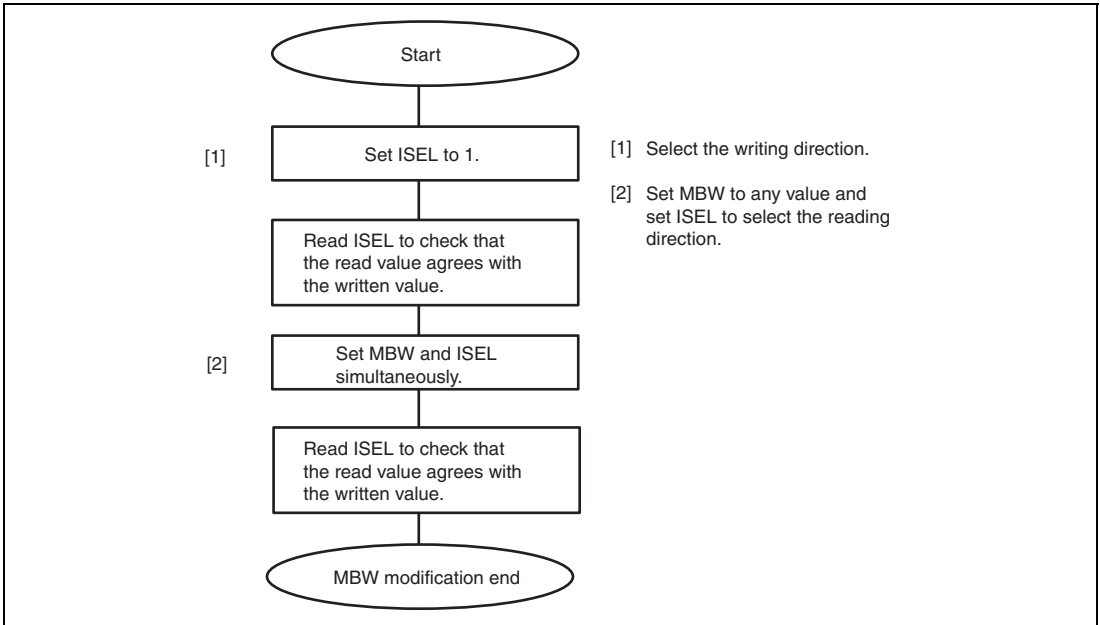 Start
[1]
Set ISEL to 1.
[1] Select the writing direction.
[2] Set MBW to any value and
set ISEL to select the reading
direction.
Read ISEL to check that
the read value agrees with
the written value.
[2]
Set MBW and ISEL
simultaneously.
Read ISEL to check that
the read value agrees with
the written value.
MBW modification end